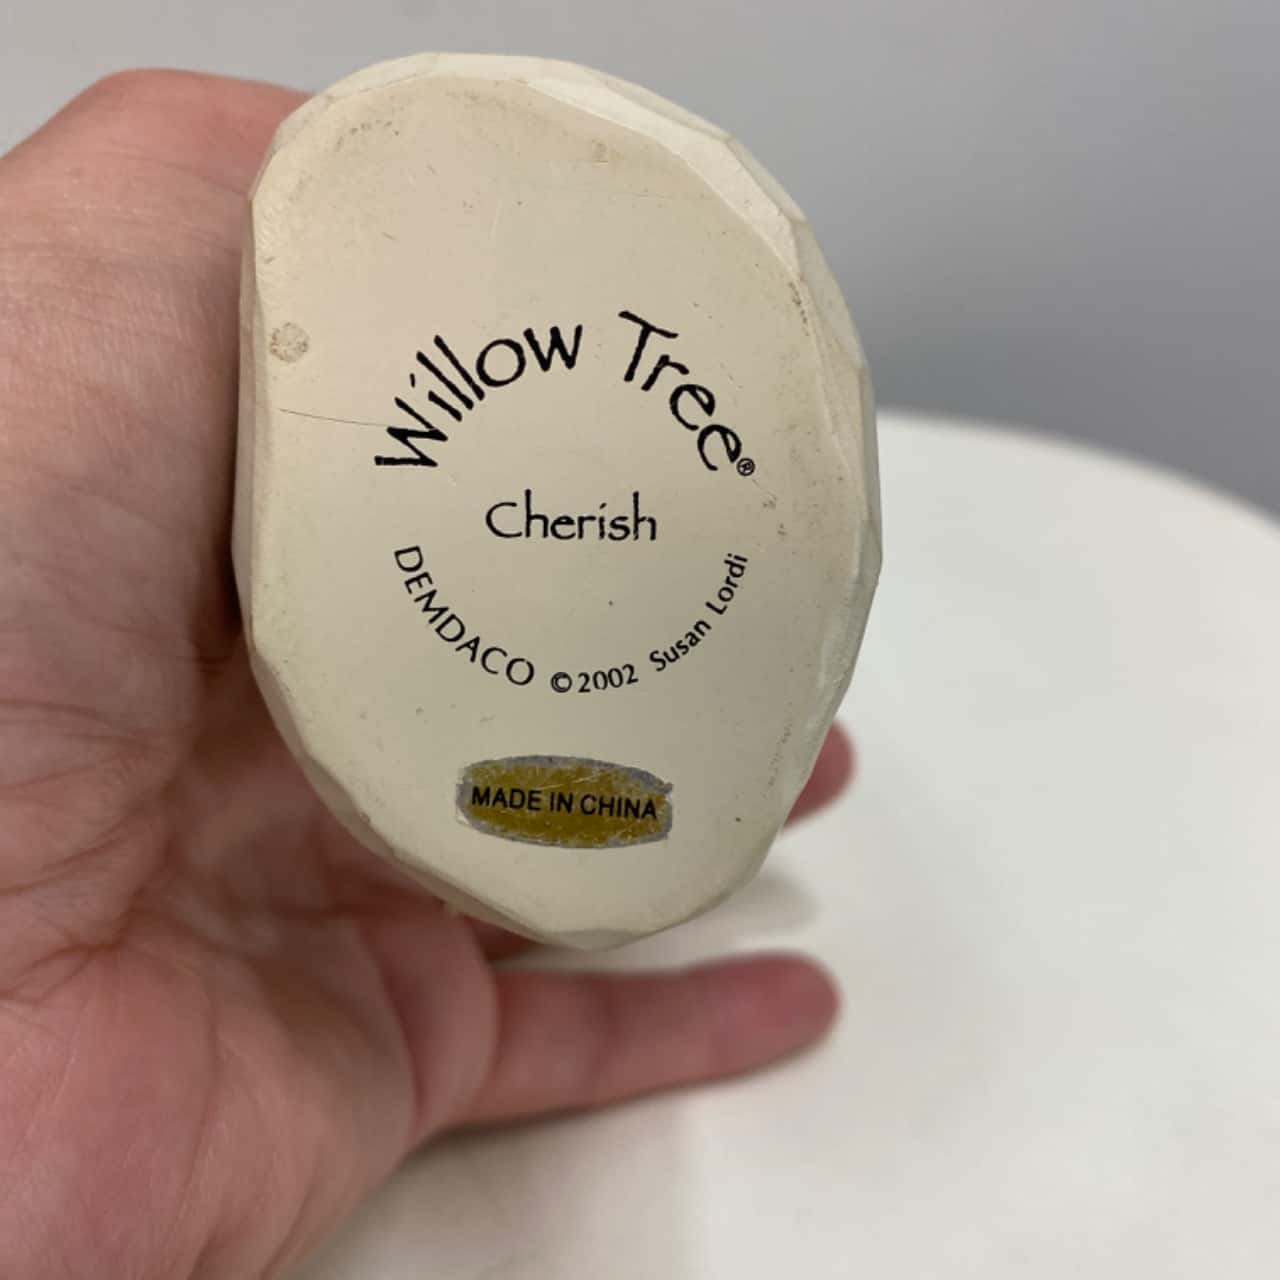 Willow Tree®
Cherish
DEMDACO ©2002 Susan Lordi
MADE IN CHINA